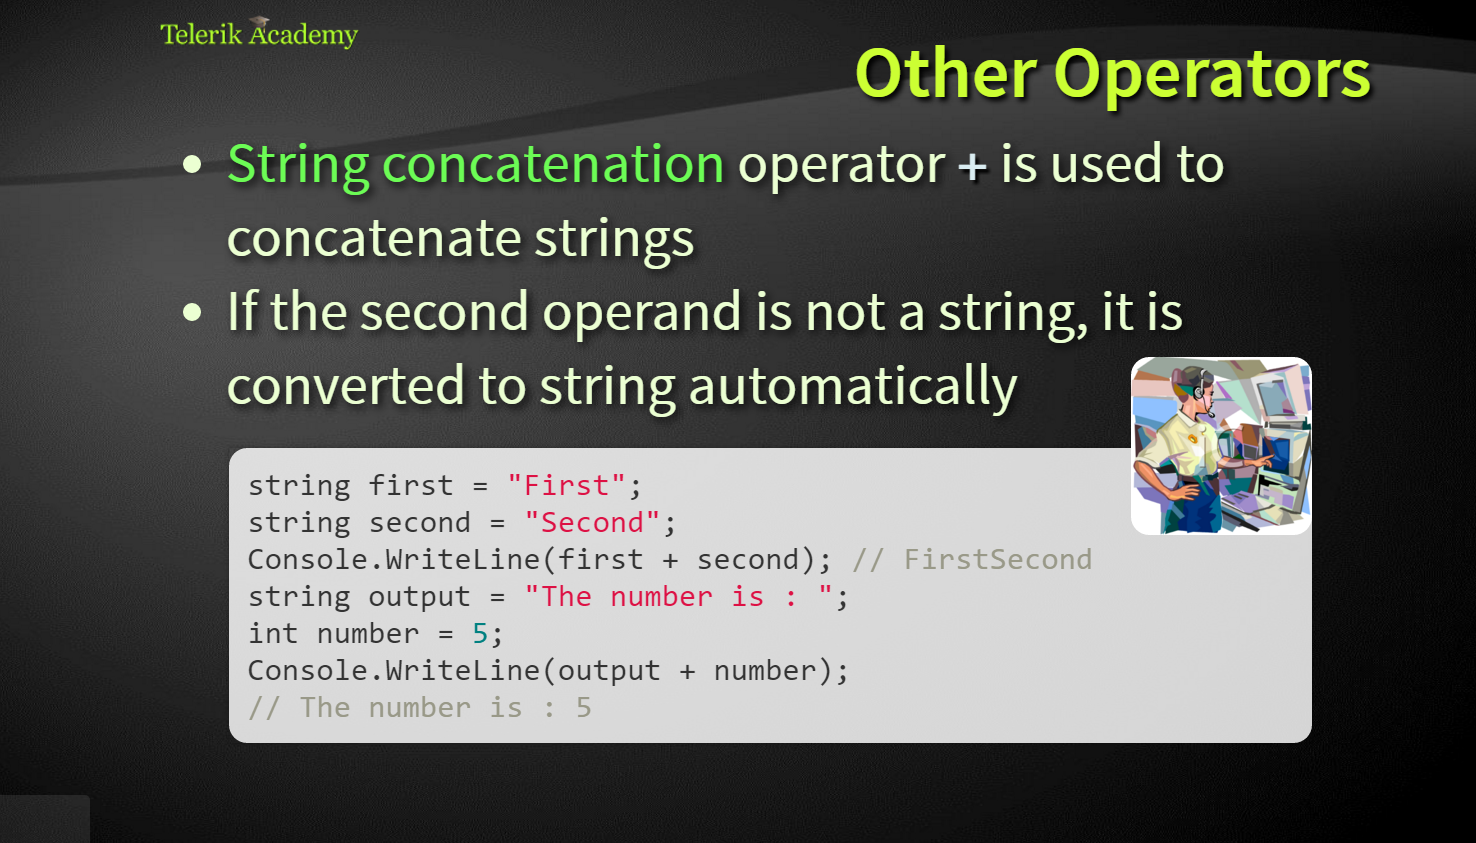 Telerik Academy
Other Operators
• String concatenation operator + is used to
concatenate strings
• If the second operand is not a string, it is
converted to string automatically
string first = "First";
string second = "Second";
Console.WriteLine(first + second); // FirstSecond
string output = "The number is : ";
int number = 5;
Console.WriteLine(output + number);
// The number is : 5